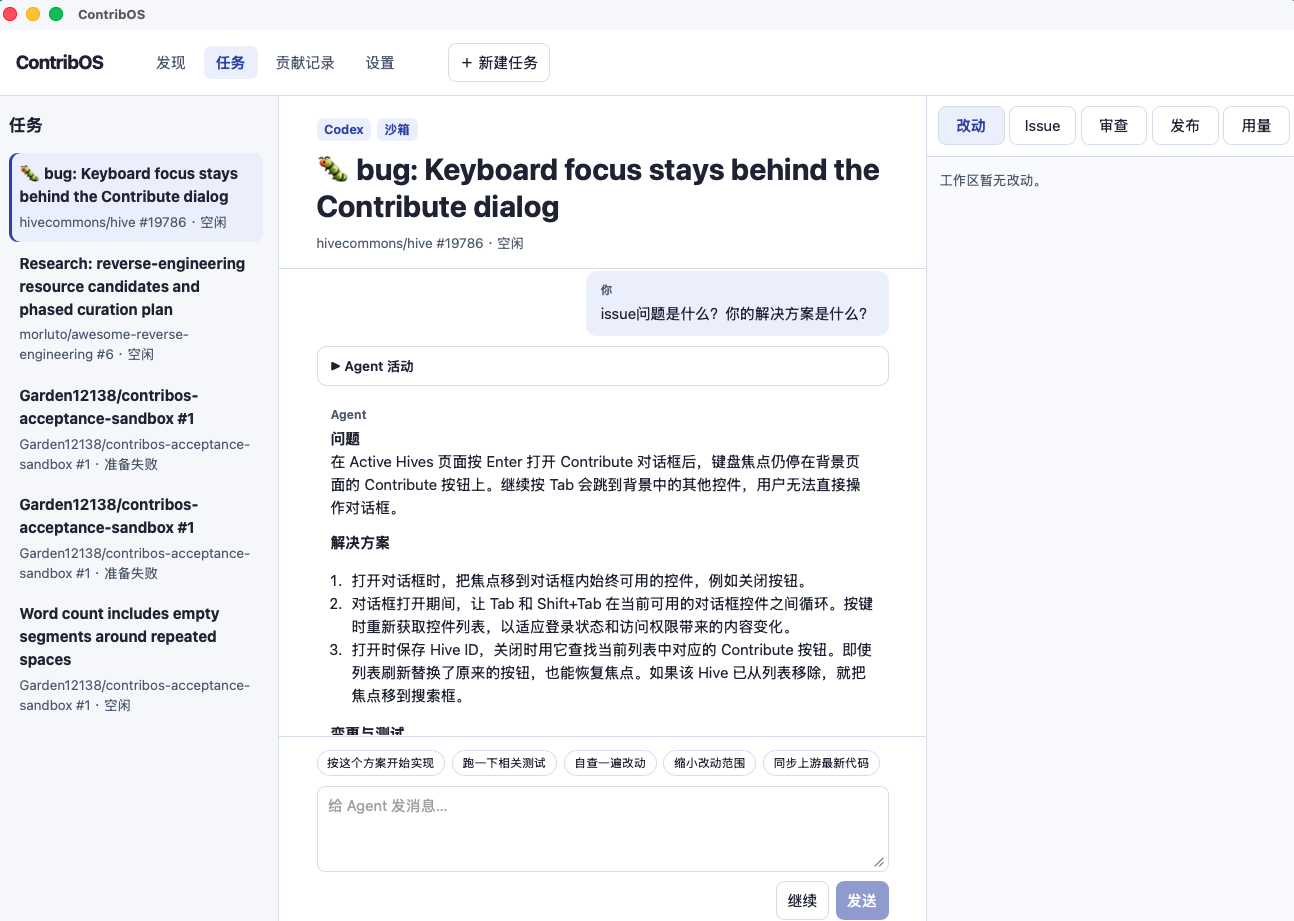 ContribOS
ContribOS
发现
任务
贡献记录
设置
+ 新建任务
任务
🐛 bug: Keyboard focus stays
behind the Contribute dialog
hivecommons/hive #19786 · 空闲
Research: reverse-engineering
resource candidates and
phased curation plan
morluto/awesome-reverse-
engineering #6 · 空闲
Garden12138/contribos-
acceptance-sandbox #1
Garden12138/contribos-acceptance-
sandbox #1 · 准备失败
Garden12138/contribos-
acceptance-sandbox #1
Garden12138/contribos-acceptance-
sandbox #1 · 准备失败
Word count includes empty
segments around repeated
spaces
Garden12138/contribos-acceptance-
sandbox #1 · 空闲
Codex
沙箱
🐛 bug: Keyboard focus stays behind the
Contribute dialog
hivecommons/hive #19786 · 空闲
你
issue问题是什么？你的解决方案是什么？
▶ Agent 活动
Agent
问题
在 Active Hives 页面按 Enter 打开 Contribute 对话框后，键盘焦点仍停在背景页
面的 Contribute 按钮上。继续按 Tab 会跳到背景中的其他控件，用户无法直接操
作对话框。
解决方案
1. 打开对话框时，把焦点移到对话框内始终可用的控件，例如关闭按钮。
2. 对话框打开期间，让 Tab 和 Shift+Tab 在当前可用的对话框控件之间循环。按键
时重新获取控件列表，以适应登录状态和访问权限带来的内容变化。
3. 打开时保存 Hive ID，关闭时用它查找当前列表中对应的 Contribute 按钮。即使
列表刷新替换了原来的按钮，也能恢复焦点。如果该 Hive 已从列表移除，就把
焦点移到搜索框。
变更与测试
按这个方案开始实现
跑一下相关测试
自查一遍改动
缩小改动范围
同步上游最新代码
给 Agent 发消息...
继续
发送
改动
Issue
审查
发布
用量
工作区暂无改动。